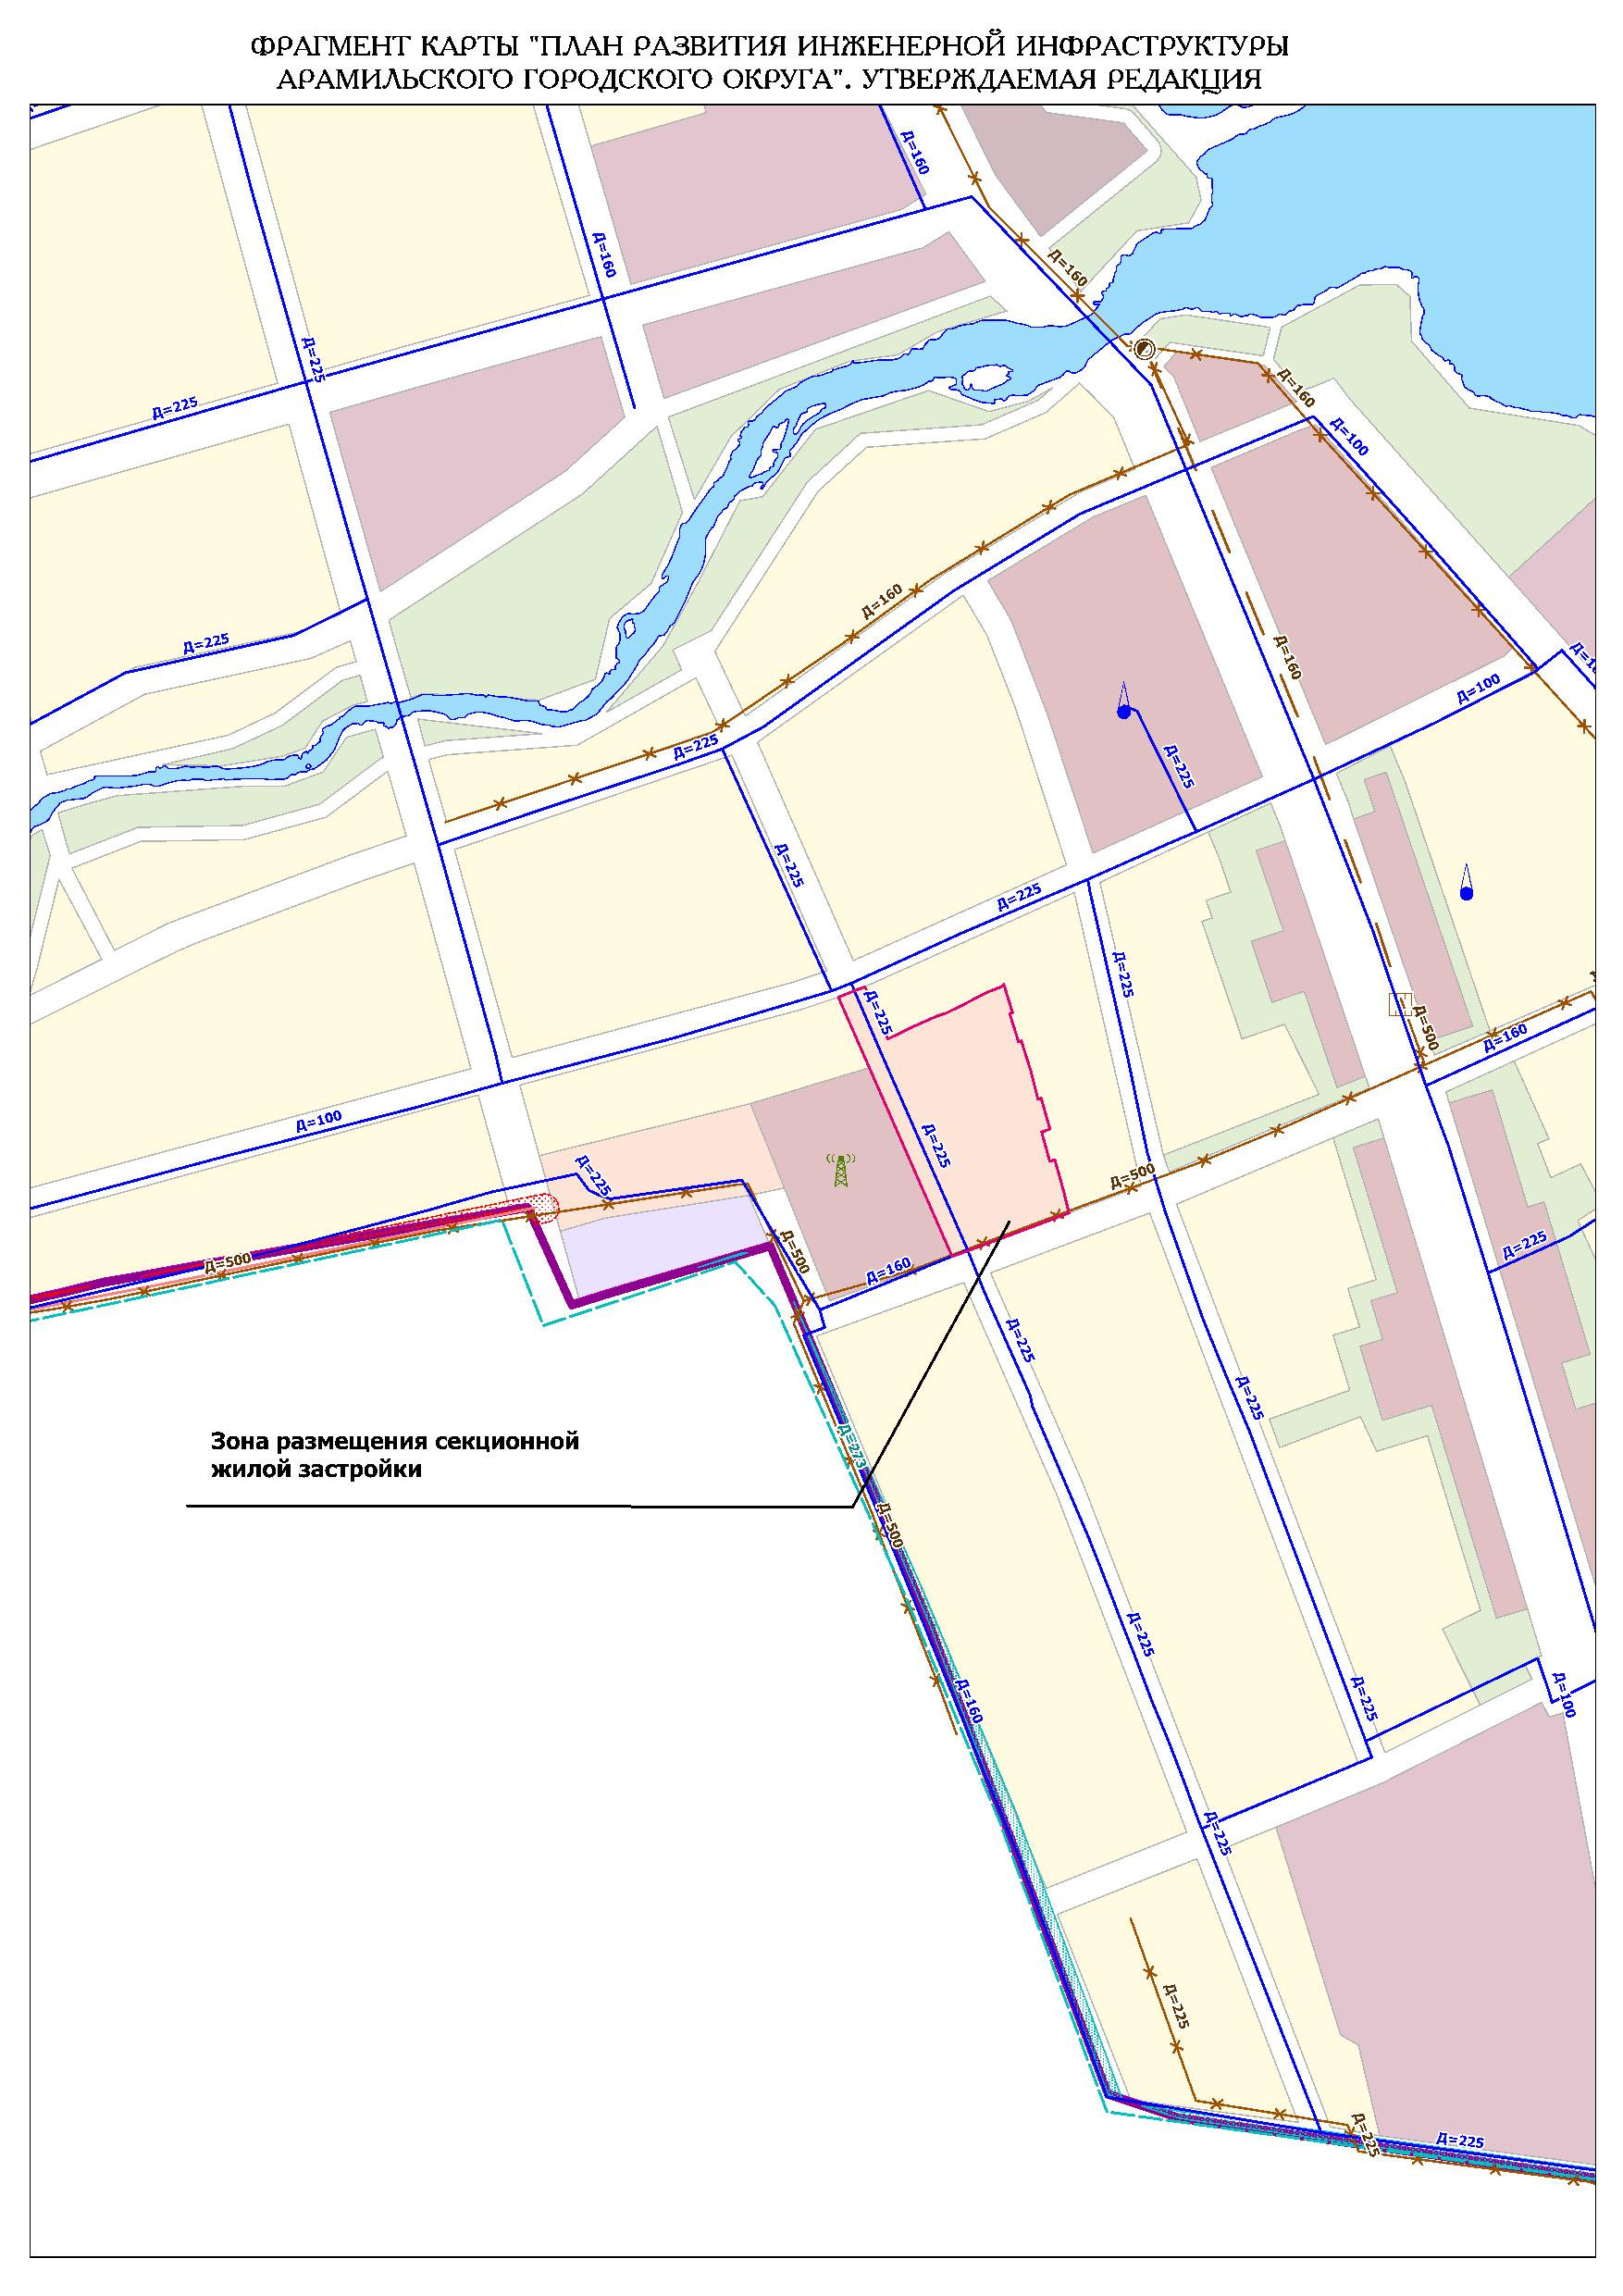 ФРАГМЕНТ КАРТЫ "ПЛАН РАЗВИТИЯ ИНЖЕНЕРНОЙ ИНФРАСТРУКТУРЫ
АРАМИЛЬСКОГО ГОРОДСКОГО ОКРУГА". УТВЕРЖДАЕМАЯ РЕДАКЦИЯ
Д=160
Д=160
Д=160
Д=225
Д=160
Д=225
Д=100
Д=160
Д=225
Д=160
Д=100
Д=225
Д=225
Д=225
Д=225
Д=225
Д=225
Д=500
Д=160
Д=100
Д=225
Д=225
Д=500
Д=225
Д=500
Д=500
Д=160
Д=225
Д=225
Д=225
Зона размещения секционной
жилой застройки
Д=273
Д=500
Д=225
Д=160
Д=225
Д=100
Д=225
Д=225
Д=225
Д=225